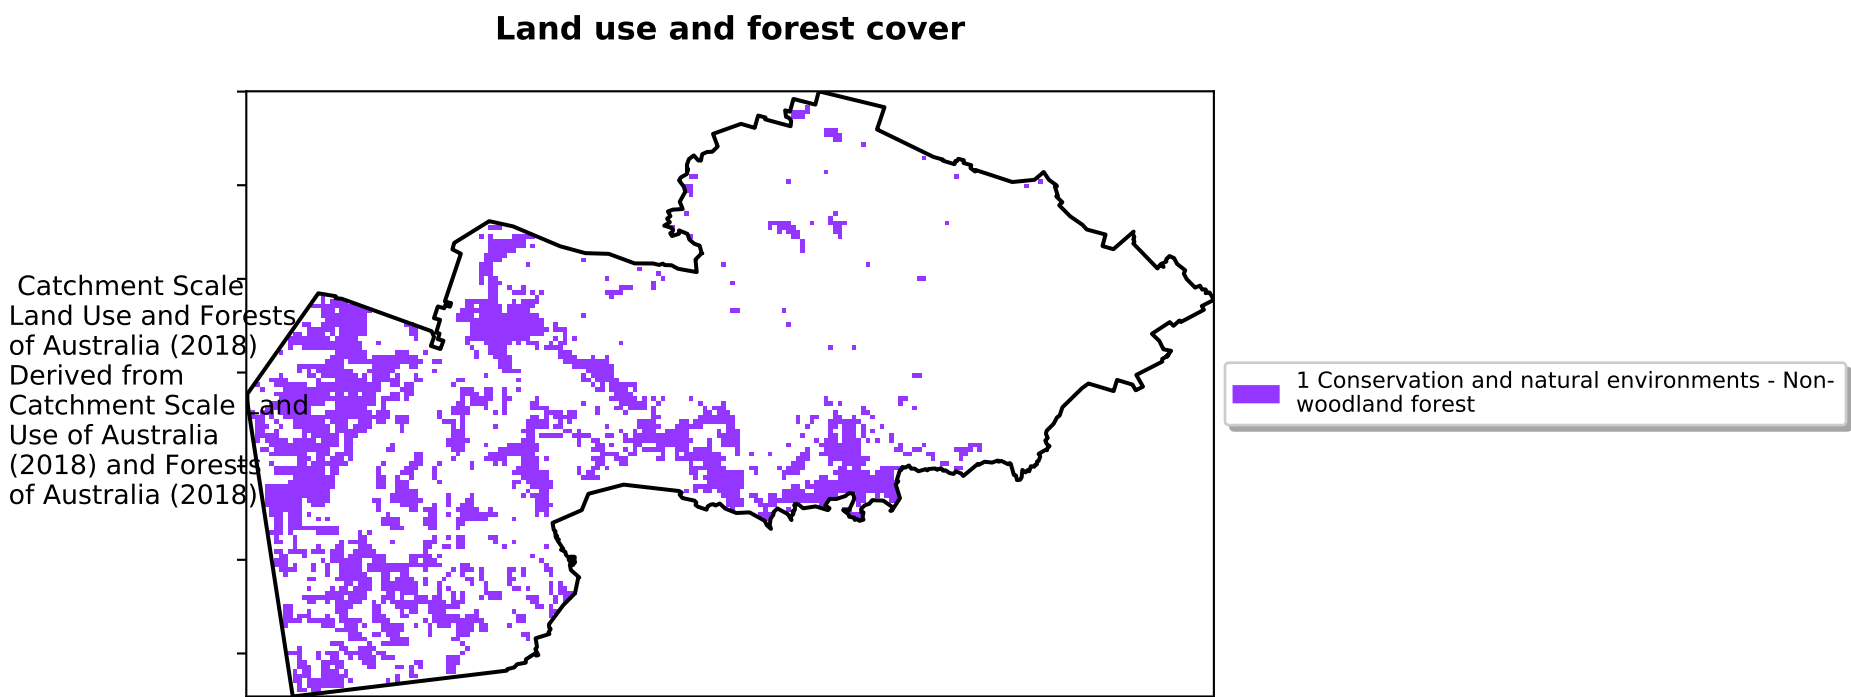 Land use and forest cover
Catchment Scale
Land Use and Forests
of Australia (2018)
Derived from
Catchment Scale Land
Use of Australia
(2018) and Forests
of Australia (2018)
1 Conservation and natural environments - Non-
woodland forest